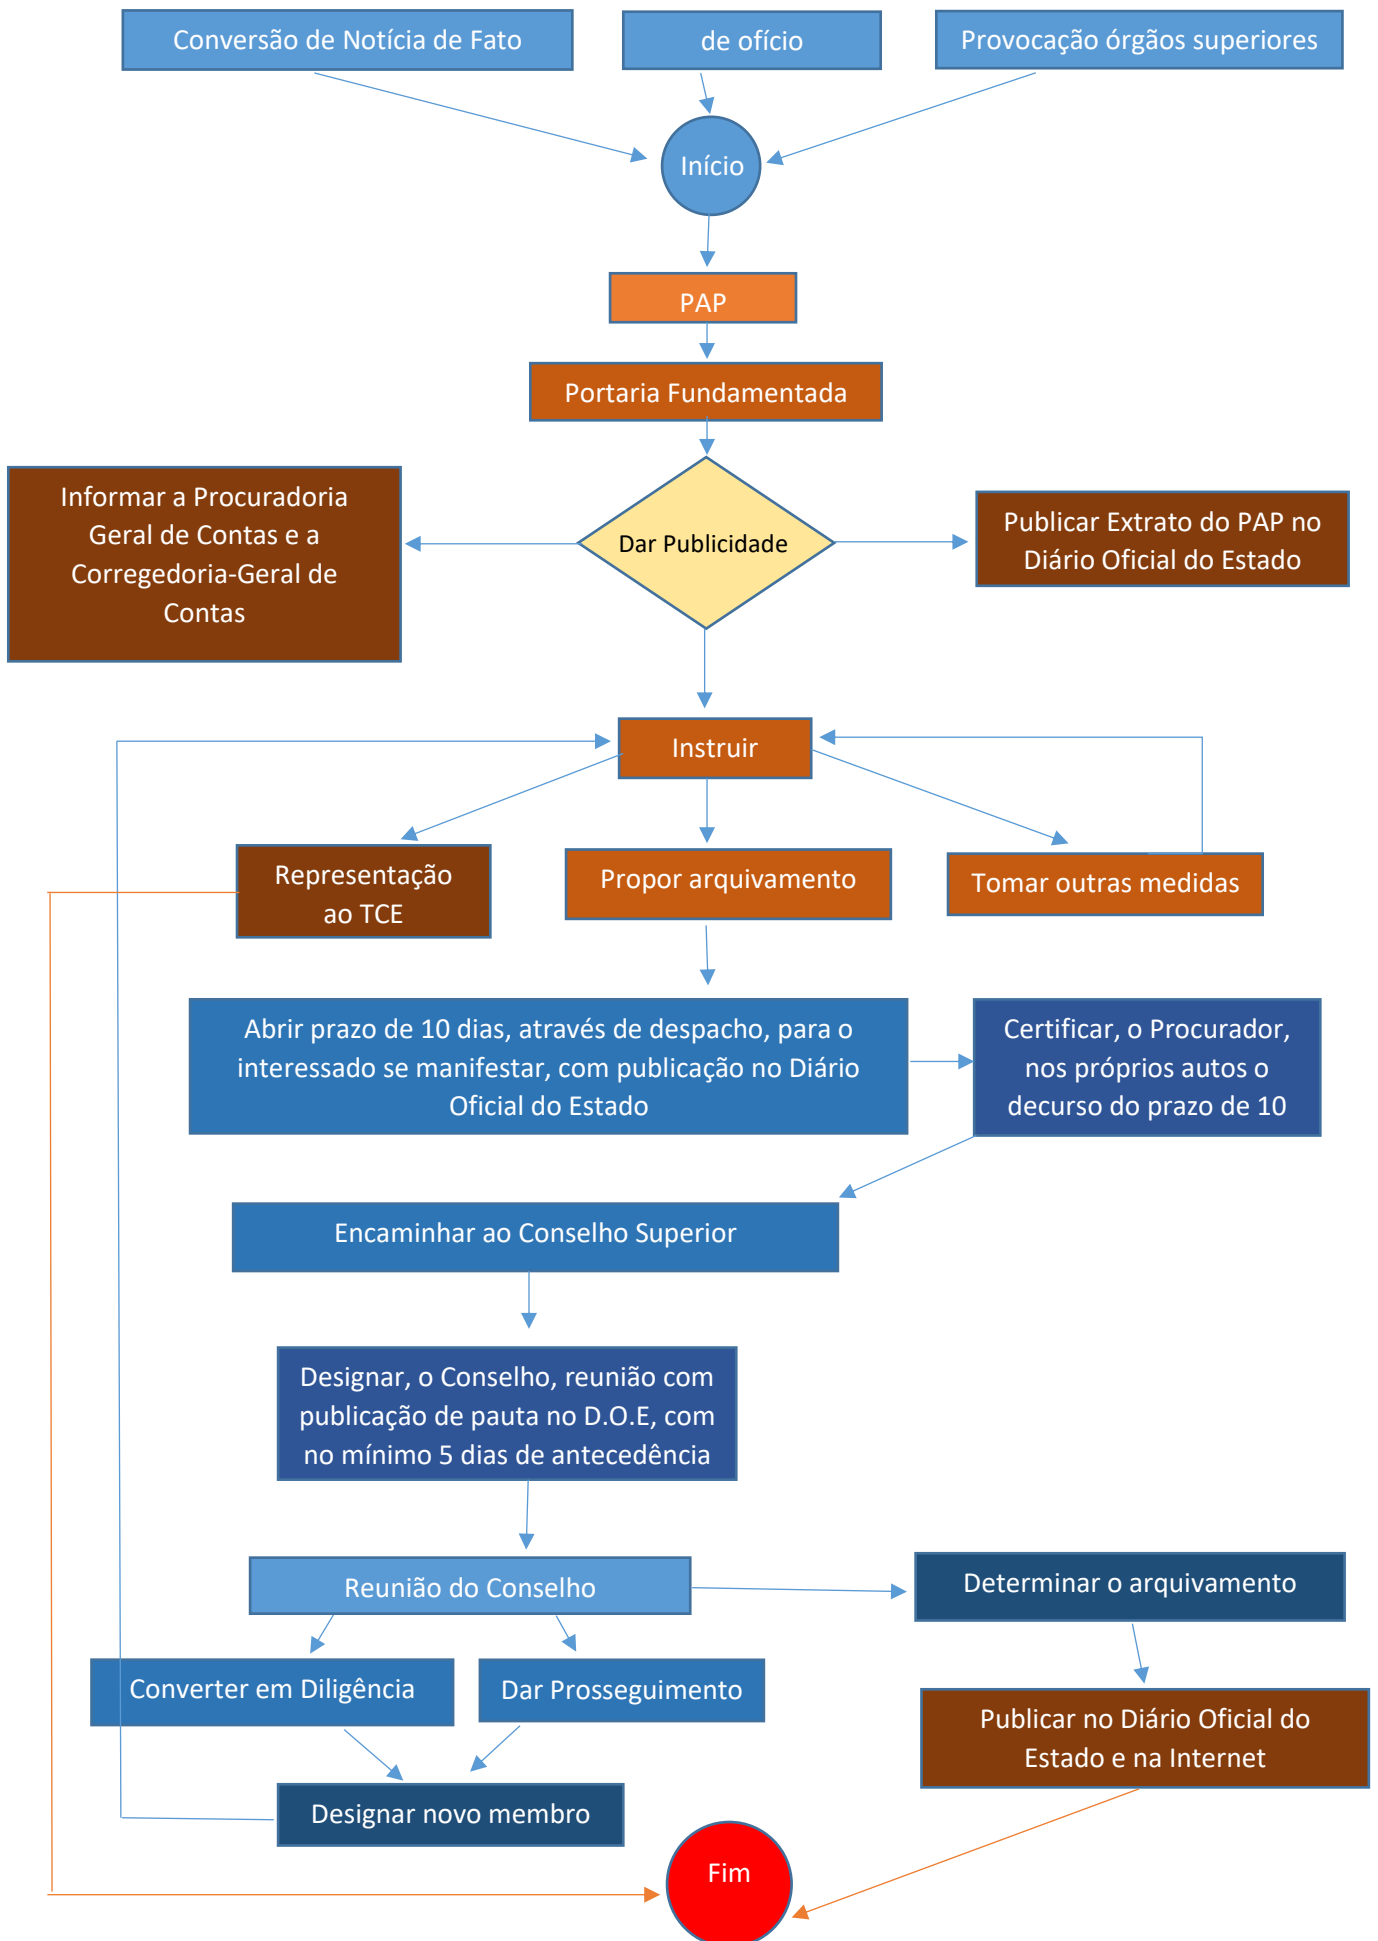 Conversão de Notícia de Fato
de ofício
Provocação órgãos superiores
Início
PAP
Portaria Fundamentada
Informar a Procuradoria
Geral de Contas e a
Corregedoria-Geral de
Contas
Dar Publicidade
Publicar Extrato do PAP no
Diário Oficial do Estado
Instruir
Representação
ao TCE
Propor arquivamento
Tomar outras medidas
Abrir prazo de 10 dias, através de despacho, para o
interessado se manifestar, com publicação no Diário
Oficial do Estado
Certificar, o Procurador,
nos próprios autos o
decurso do prazo de 10
Encaminhar ao Conselho Superior
Designar, o Conselho, reunião com
publicação de pauta no D.O.E, com
no mínimo 5 dias de antecedência
Reunião do Conselho
Determinar o arquivamento
Converter em Diligência
Dar Prosseguimento
Publicar no Diário Oficial do
Estado e na Internet
Designar novo membro
Fim